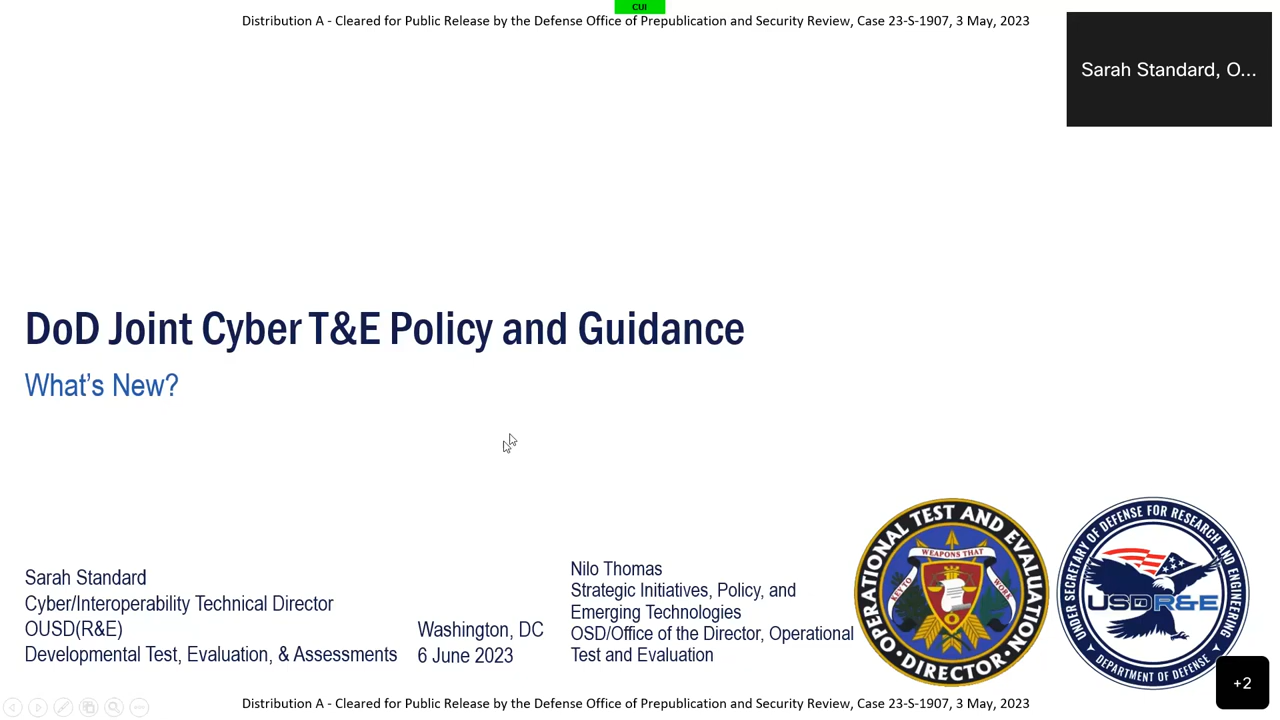 CUI
Distribution A - Cleared for Public Release by the Defense Office of Prepublication and Security Review, Case 23-S-1907, 3 May, 2023
Sarah Standard, O...
DoD Joint Cyber T&E Policy and Guidance
What's New?
Sarah Standard
Cyber/Interoperability Technical Director
OUSD(R&E)
Developmental Test, Evaluation, & Assessments
Washington, DC
6 June 2023
Nilo Thomas
Strategic Initiatives, Policy, and
Emerging Technologies
OSD/Office of the Director, Operational
Test and Evaluation
OPERATIONAL TEST AND EVALUATION
DIRECTOR
KEY TO WEAPONS THAT WORK
UNDER SECRETARY OF DEFENSE FOR RESEARCH AND ENGINEERING
USDR&E
DEPARTMENT OF DEFENSE
+2
Distribution A - Cleared for Public Release by the Defense Office of Prepublication and Security Review, Case 23-S-1907, 3 May, 2023